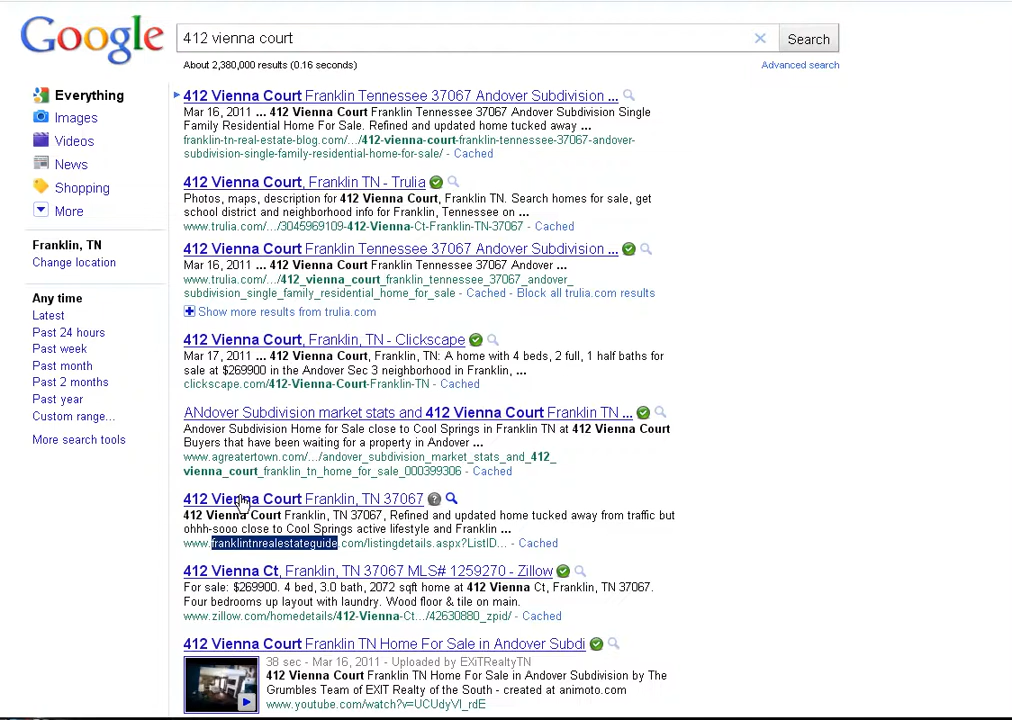 Google
412 vienna court
Search
About 2,380,000 results (0.16 seconds)
Advanced search
Everything
Images
Videos
News
Shopping
More
Franklin, TN
Change location
Any time
Latest
Past 24 hours
Past week
Past month
Past 2 months
Past year
Custom range...
More search tools
412 Vienna Court Franklin Tennessee 37067 Andover Subdivision ...
Mar 16, 2011 ... 412 Vienna Court Franklin Tennessee 37067 Andover Subdivision Single
Family Residential Home For Sale. Refined and updated home tucked away ...
franklin-tn-real-estate-blog.com/.../412-vienna-court-franklin-tennessee-37067-andover-
subdivision-single-family-residential-home-for-sale/ - Cached
412 Vienna Court, Franklin TN - Trulia
Photos, maps, description for 412 Vienna Court, Franklin TN. Search homes for sale, get
school district and neighborhood info for Franklin, Tennessee on ...
www.trulia.com/.../3045969109-412-Vienna-Ct-Franklin-TN-37067 - Cached
412 Vienna Court Franklin Tennessee 37067 Andover Subdivision ...
Mar 16, 2011 ... 412 Vienna Court Franklin Tennessee 37067 Andover ...
www.trulia.com/.../412_vienna_court_franklin_tennessee_37067_andover_
subdivision_single_family_residential_home_for_sale - Cached - Block all trulia.com results
Show more results from trulia.com
412 Vienna Court, Franklin, TN - Clickscape
Mar 17, 2011 ... 412 Vienna Court, Franklin, TN: A home with 4 beds, 2 full, 1 half baths for
sale at $269900 in the Andover Sec 3 neighborhood in Franklin, ...
clickscape.com/412-Vienna-Court-Franklin-TN - Cached
ANdover Subdivision market stats and 412 Vienna Court Franklin TN ...
Andover Subdivision Home for Sale close to Cool Springs in Franklin TN at 412 Vienna Court
Buyers that have been waiting for a property in Andover ...
www.agreatertown.com/.../andover_subdivision_market_stats_and_412_
vienna_court_franklin_tn_home_for_sale_000399306 - Cached
412 Vienna Court Franklin, TN 37067
412 Vienna Court Franklin, TN 37067, Refined and updated home tucked away from traffic but
ohhh-sooo close to Cool Springs active lifestyle and Franklin ...
www.franklintnrealestateguide.com/listingdetails.aspx?ListID... - Cached
412 Vienna Ct, Franklin, TN 37067 MLS# 1259270 - Zillow
For sale: $269900. 4 bed, 3.0 bath, 2072 sqft home at 412 Vienna Ct, Franklin, TN 37067.
Four bedrooms up layout with laundry. Wood floor & tile on main.
www.zillow.com/homedetails/412-Vienna-Ct.../42630880_zpid/ - Cached
412 Vienna Court Franklin TN Home For Sale in Andover Subdi
38 sec - Mar 16, 2011 - Uploaded by EXiTRealtyTN
412 Vienna Court Franklin TN Home For Sale in Andover Subdivision by The
Grumbles Team of EXIT Realty of the South - created at animoto.com
www.youtube.com/watch?v=UCUdyVI_rdE